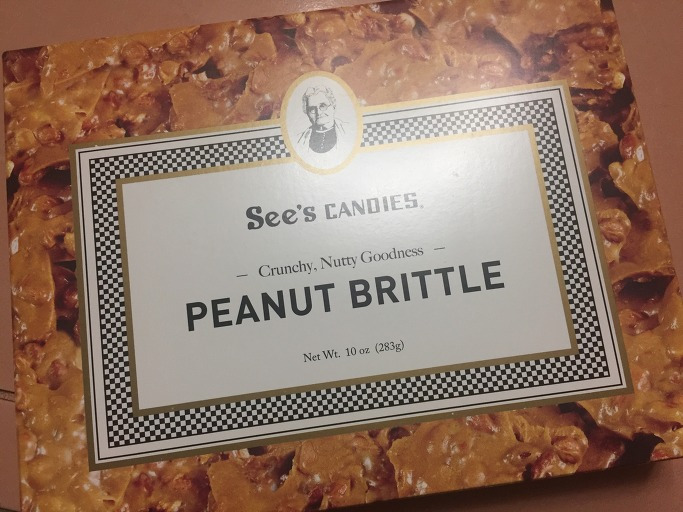 See's CANDIES®
— Crunchy, Nutty Goodness —
PEANUT BRITTLE
Net Wt. 10 oz (283g)